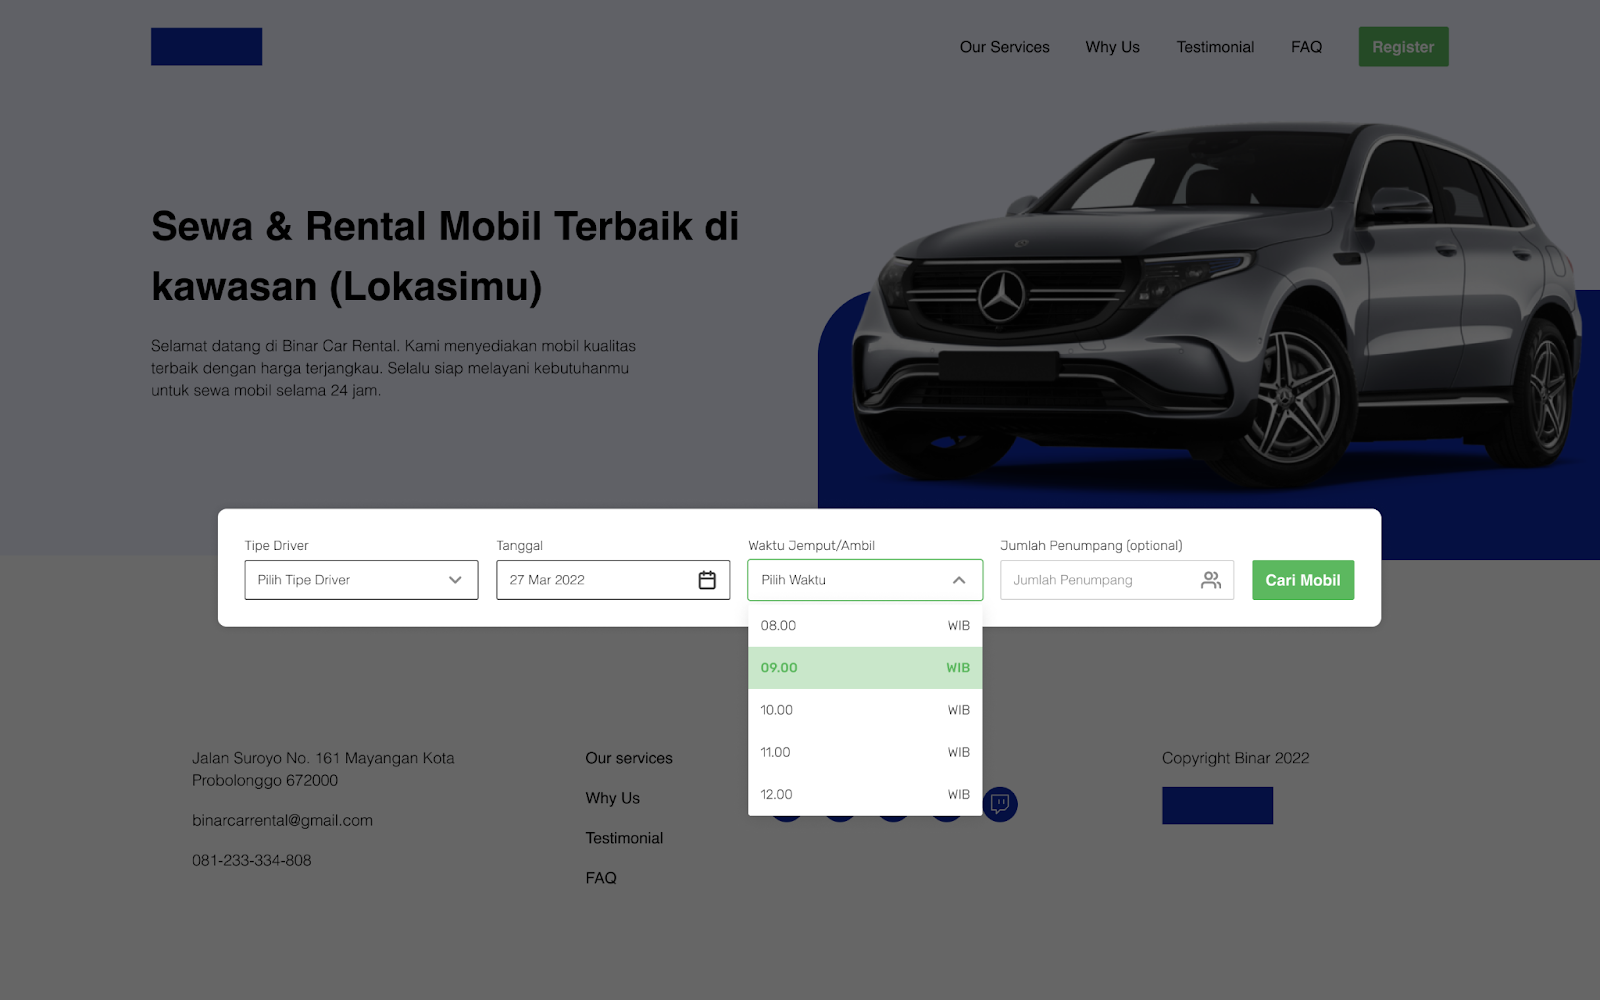 Our Services
Why Us
Testimonial
FAQ
Register
Sewa & Rental Mobil Terbaik di
kawasan (Lokasimu)
Selamat datang di Binar Car Rental. Kami menyediakan mobil kualitas
terbaik dengan harga terjangkau. Selalu siap melayani kebutuhanmu
untuk sewa mobil selama 24 jam.
Tipe Driver
Pilih Tipe Driver
Tanggal
27 Mar 2022
Waktu Jemput/Ambil
Pilih Waktu
08.00 WIB
09.00 WIB
10.00 WIB
11.00 WIB
12.00 WIB
Jumlah Penumpang (optional)
Jumlah Penumpang
Cari Mobil
Jalan Suroyo No. 161 Mayangan Kota
Probolonggo 672000
binarcarrental@gmail.com
081-233-334-808
Our services
Why Us
Testimonial
FAQ
Copyright Binar 2022